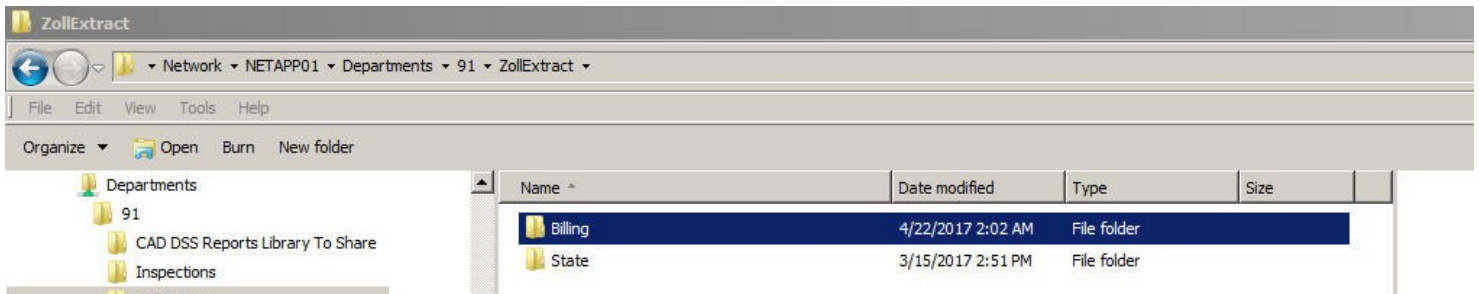 ZollExtract
Network NETAPP01 Departments 91 ZollExtract
File Edit View Tools Help
Organize Open Burn New folder
Departments
91
CAD DSS Reports Library To Share
Inspections
Name Date modified Type Size
Billing 4/22/2017 2:02 AM File folder
State 3/15/2017 2:51 PM File folder